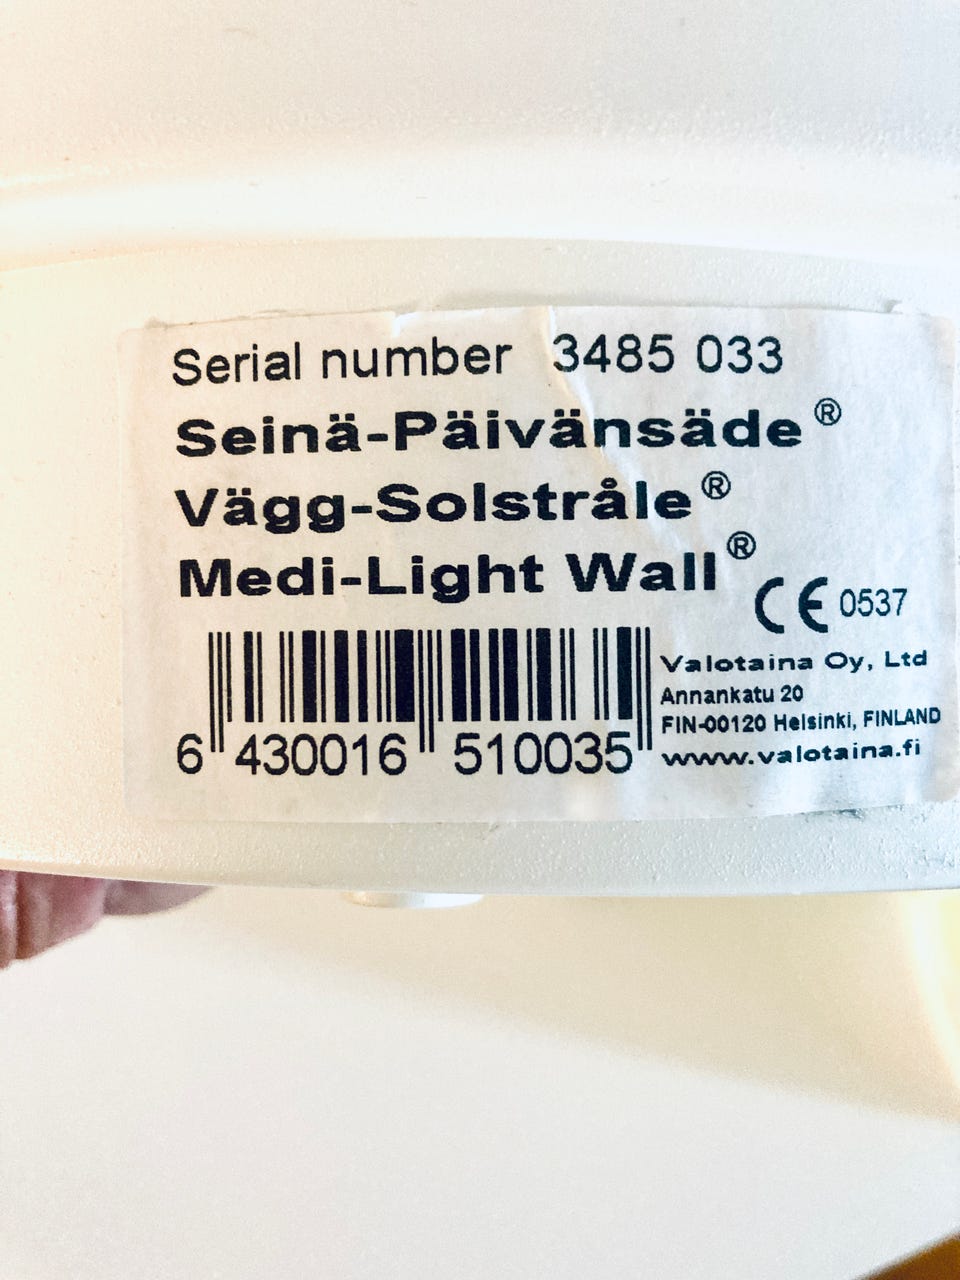 Serial number 3485 033
Seinä-Päivänsäde®
Vägg-Solstråle®
Medi-Light Wall®
CE 0537
Valotaina Oy, Ltd
Annankatu 20
FIN-00120 Helsinki, FINLAND
www.valotaina.fi
6 430016 510035